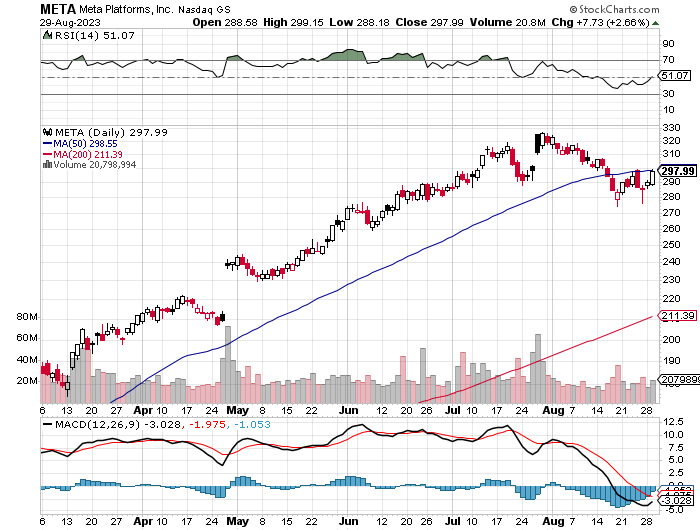 META Meta Platforms, Inc. Nasdaq GS © StockCharts.com
29-Aug-2023 Open 288.58 High 299.15 Low 288.18 Close 297.99 Volume 20.8M Chg +7.73 (+2.66%)
RSI(14) 51.07
90
70
51.07
30
10
META (Daily) 297.99
MA(50) 298.55
MA(200) 211.39
Volume 20,798,994
330
320
310
297.99
290
280
270
260
250
240
230
220
211.39
200
190
80M
60M
40M
20M
2079899
6 13 20 27 Apr 10 17 24 May 8 15 22 Jun 12 20 26 Jul 10 17 24 Aug 7 14 21 28
MACD(12,26,9) -3.028, -1.975, -1.053
12.5
10.0
7.5
5.0
2.5
0.0
-3.028
-5.0
6 13 20 27 Apr 10 17 24 May 8 15 22 Jun 12 20 26 Jul 10 17 24 Aug 7 14 21 28